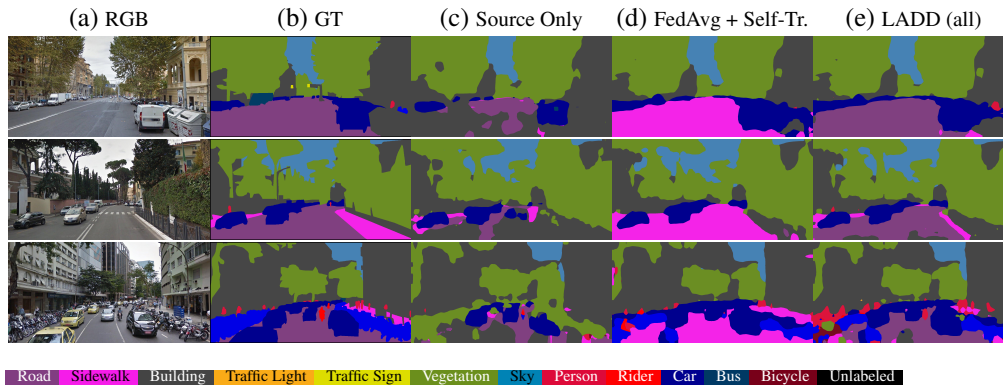 (a) RGB (b) GT (c) Source Only (d) FedAvg + Self-Tr. (e) LADD (all)
Road Sidewalk Building Traffic Light Traffic Sign Vegetation Sky Person Rider Car Bus Bicycle Unlabeled